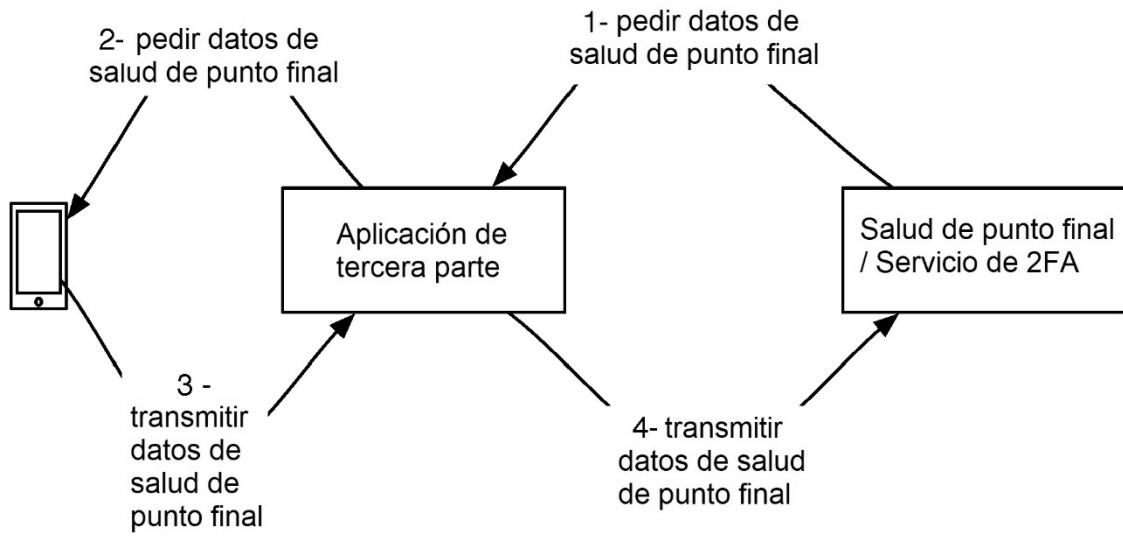 2- pedir datos de
salud de punto final
1- pedir datos de
salud de punto final
Aplicación de
tercera parte
Salud de punto final
/ Servicio de 2FA
3 -
transmitir
datos de
salud de
punto final
4- transmitir
datos de salud
de punto final